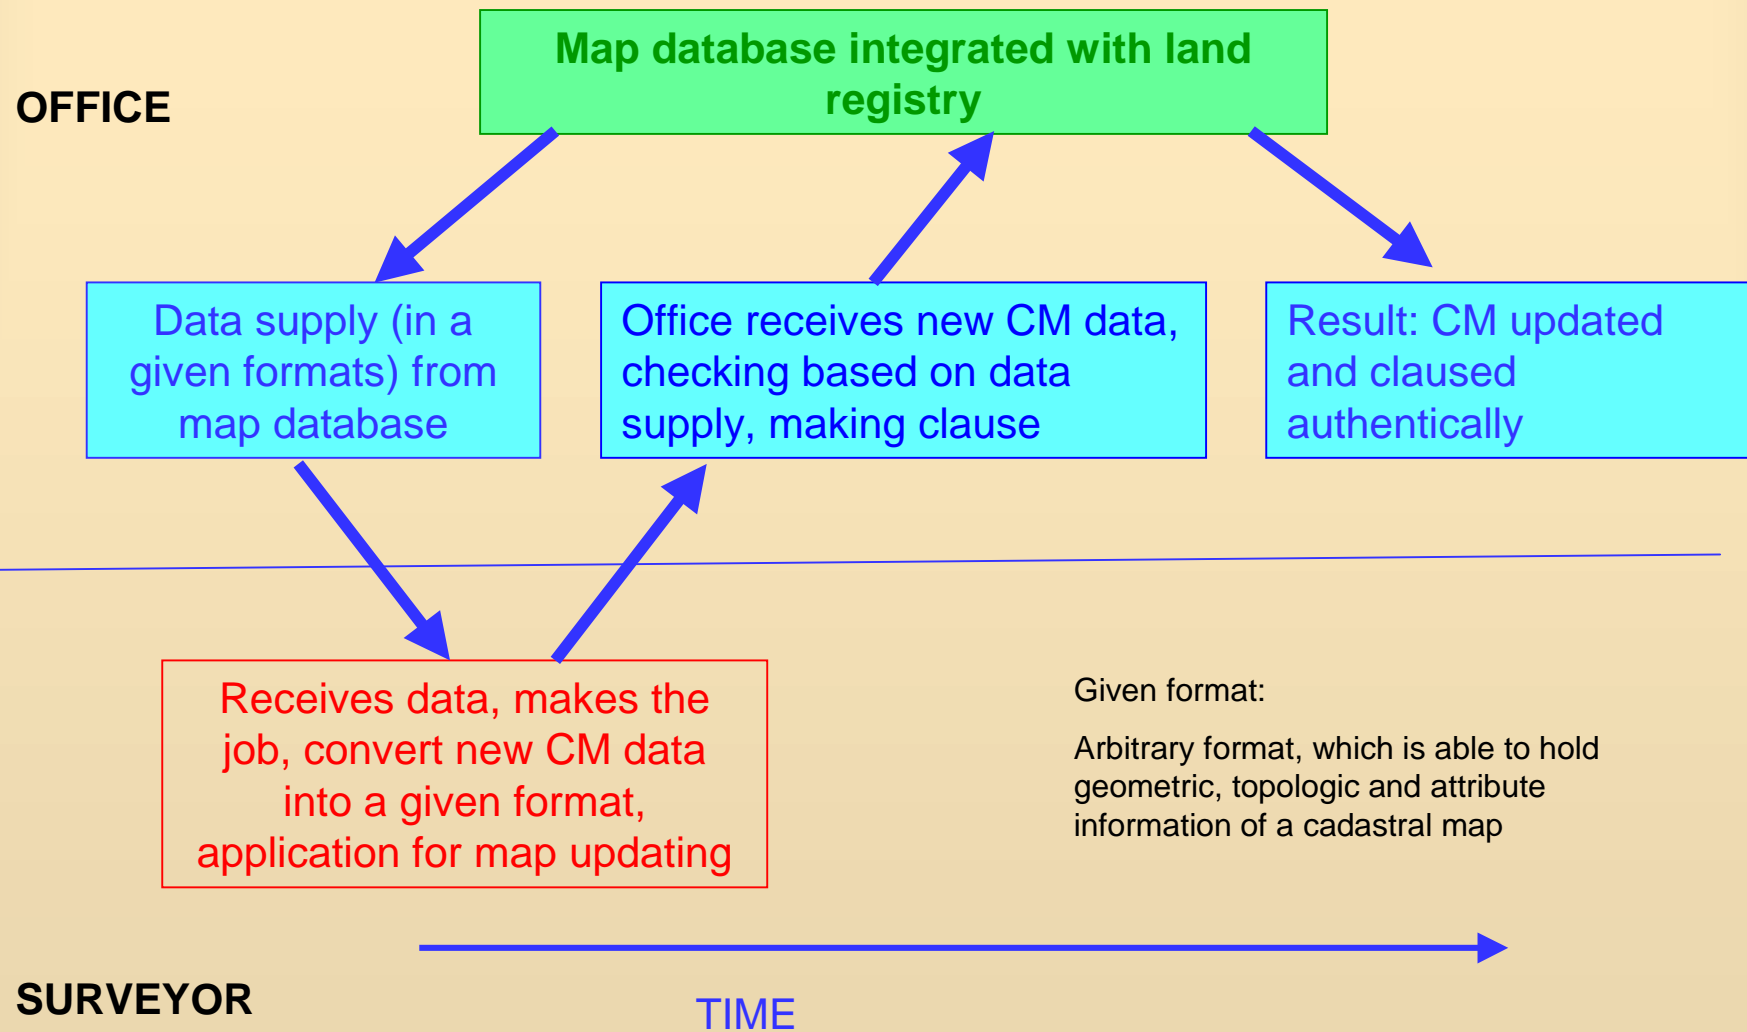 Map database integrated with land
registry
OFFICE
Data supply (in a
given formats) from
map database
Office receives new CM data,
checking based on data
supply, making clause
Result: CM updated
and claused
authentically
Receives data, makes the
job, convert new CM data
into a given format,
application for map updating
Given format:
Arbitrary format, which is able to hold
geometric, topologic and attribute
information of a cadastral map
SURVEYOR
TIME